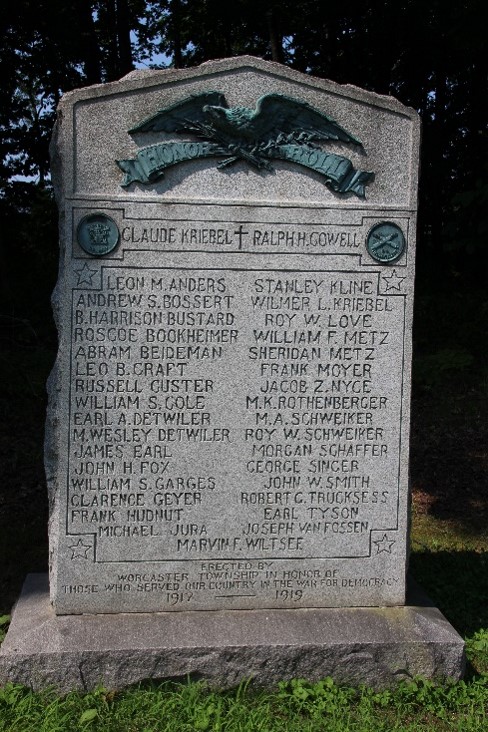 HONOR ROLL
CLAUDE KRIEBEL † RALPH H. GOWELL
LEON M. ANDERS
ANDREW S. BOSSERT
B. HARRISON BUSTARD
ROSCOE BOOKHEIMER
ABRAM BEIDEMAN
LEO B. CRAFT
RUSSELL CUSTER
WILLIAM S. COLE
EARL A. DETWILER
M. WESLEY DETWILER
JAMES EARL
JOHN H. FOX
WILLIAM S. GARGES
CLARENCE GEYER
FRANK HUDNUT
MICHAEL JURA
STANLEY KLINE
WILMER L. KRIEBEL
ROY W. LOVE
WILLIAM F. METZ
SHERIDAN METZ
FRANK MOYER
JACOB Z. NYCE
M. K. ROTHENBERGER
M. A. SCHWEIKER
ROY W. SCHWEIKER
MORGAN SCHAFFER
GEORGE SINGER
JOHN W. SMITH
ROBERT C. TRUCKSESS
EARL TYSON
JOSEPH VAN FOSSEN
MARVIN F. WILTSEE
ERECTED BY
WORCASTER TOWNSHIP IN HONOR OF
THOSE WHO SERVED OUR COUNTRY IN THE WAR FOR DEMOCRACY
1917 1919